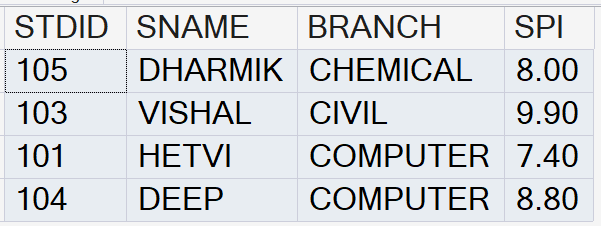 STDID SNAME BRANCH SPI
105 DHARMIK CHEMICAL 8.00
103 VISHAL CIVIL 9.90
101 HETVI COMPUTER 7.40
104 DEEP COMPUTER 8.80